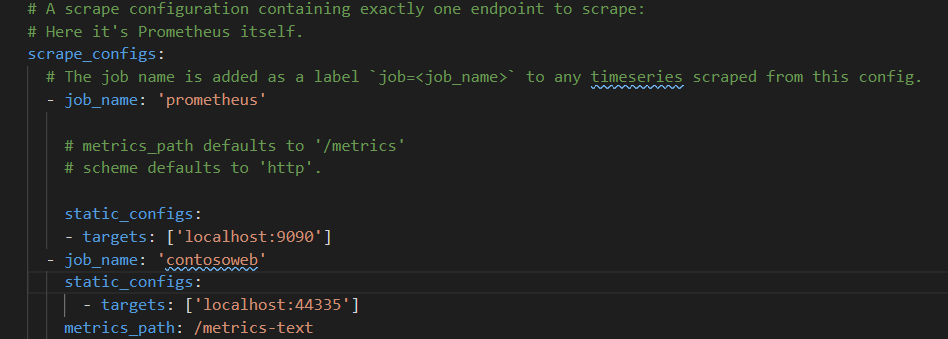 # A scrape configuration containing exactly one endpoint to scrape:
# Here it's Prometheus itself.
scrape_configs:
# The job name is added as a label `job=<job_name>` to any timeseries scraped from this config.
- job_name: 'prometheus'
# metrics_path defaults to '/metrics'
# scheme defaults to 'http'.
static_configs:
- targets: ['localhost:9090']
- job_name: 'contosoweb'
static_configs:
- targets: ['localhost:44335']
metrics_path: /metrics-text